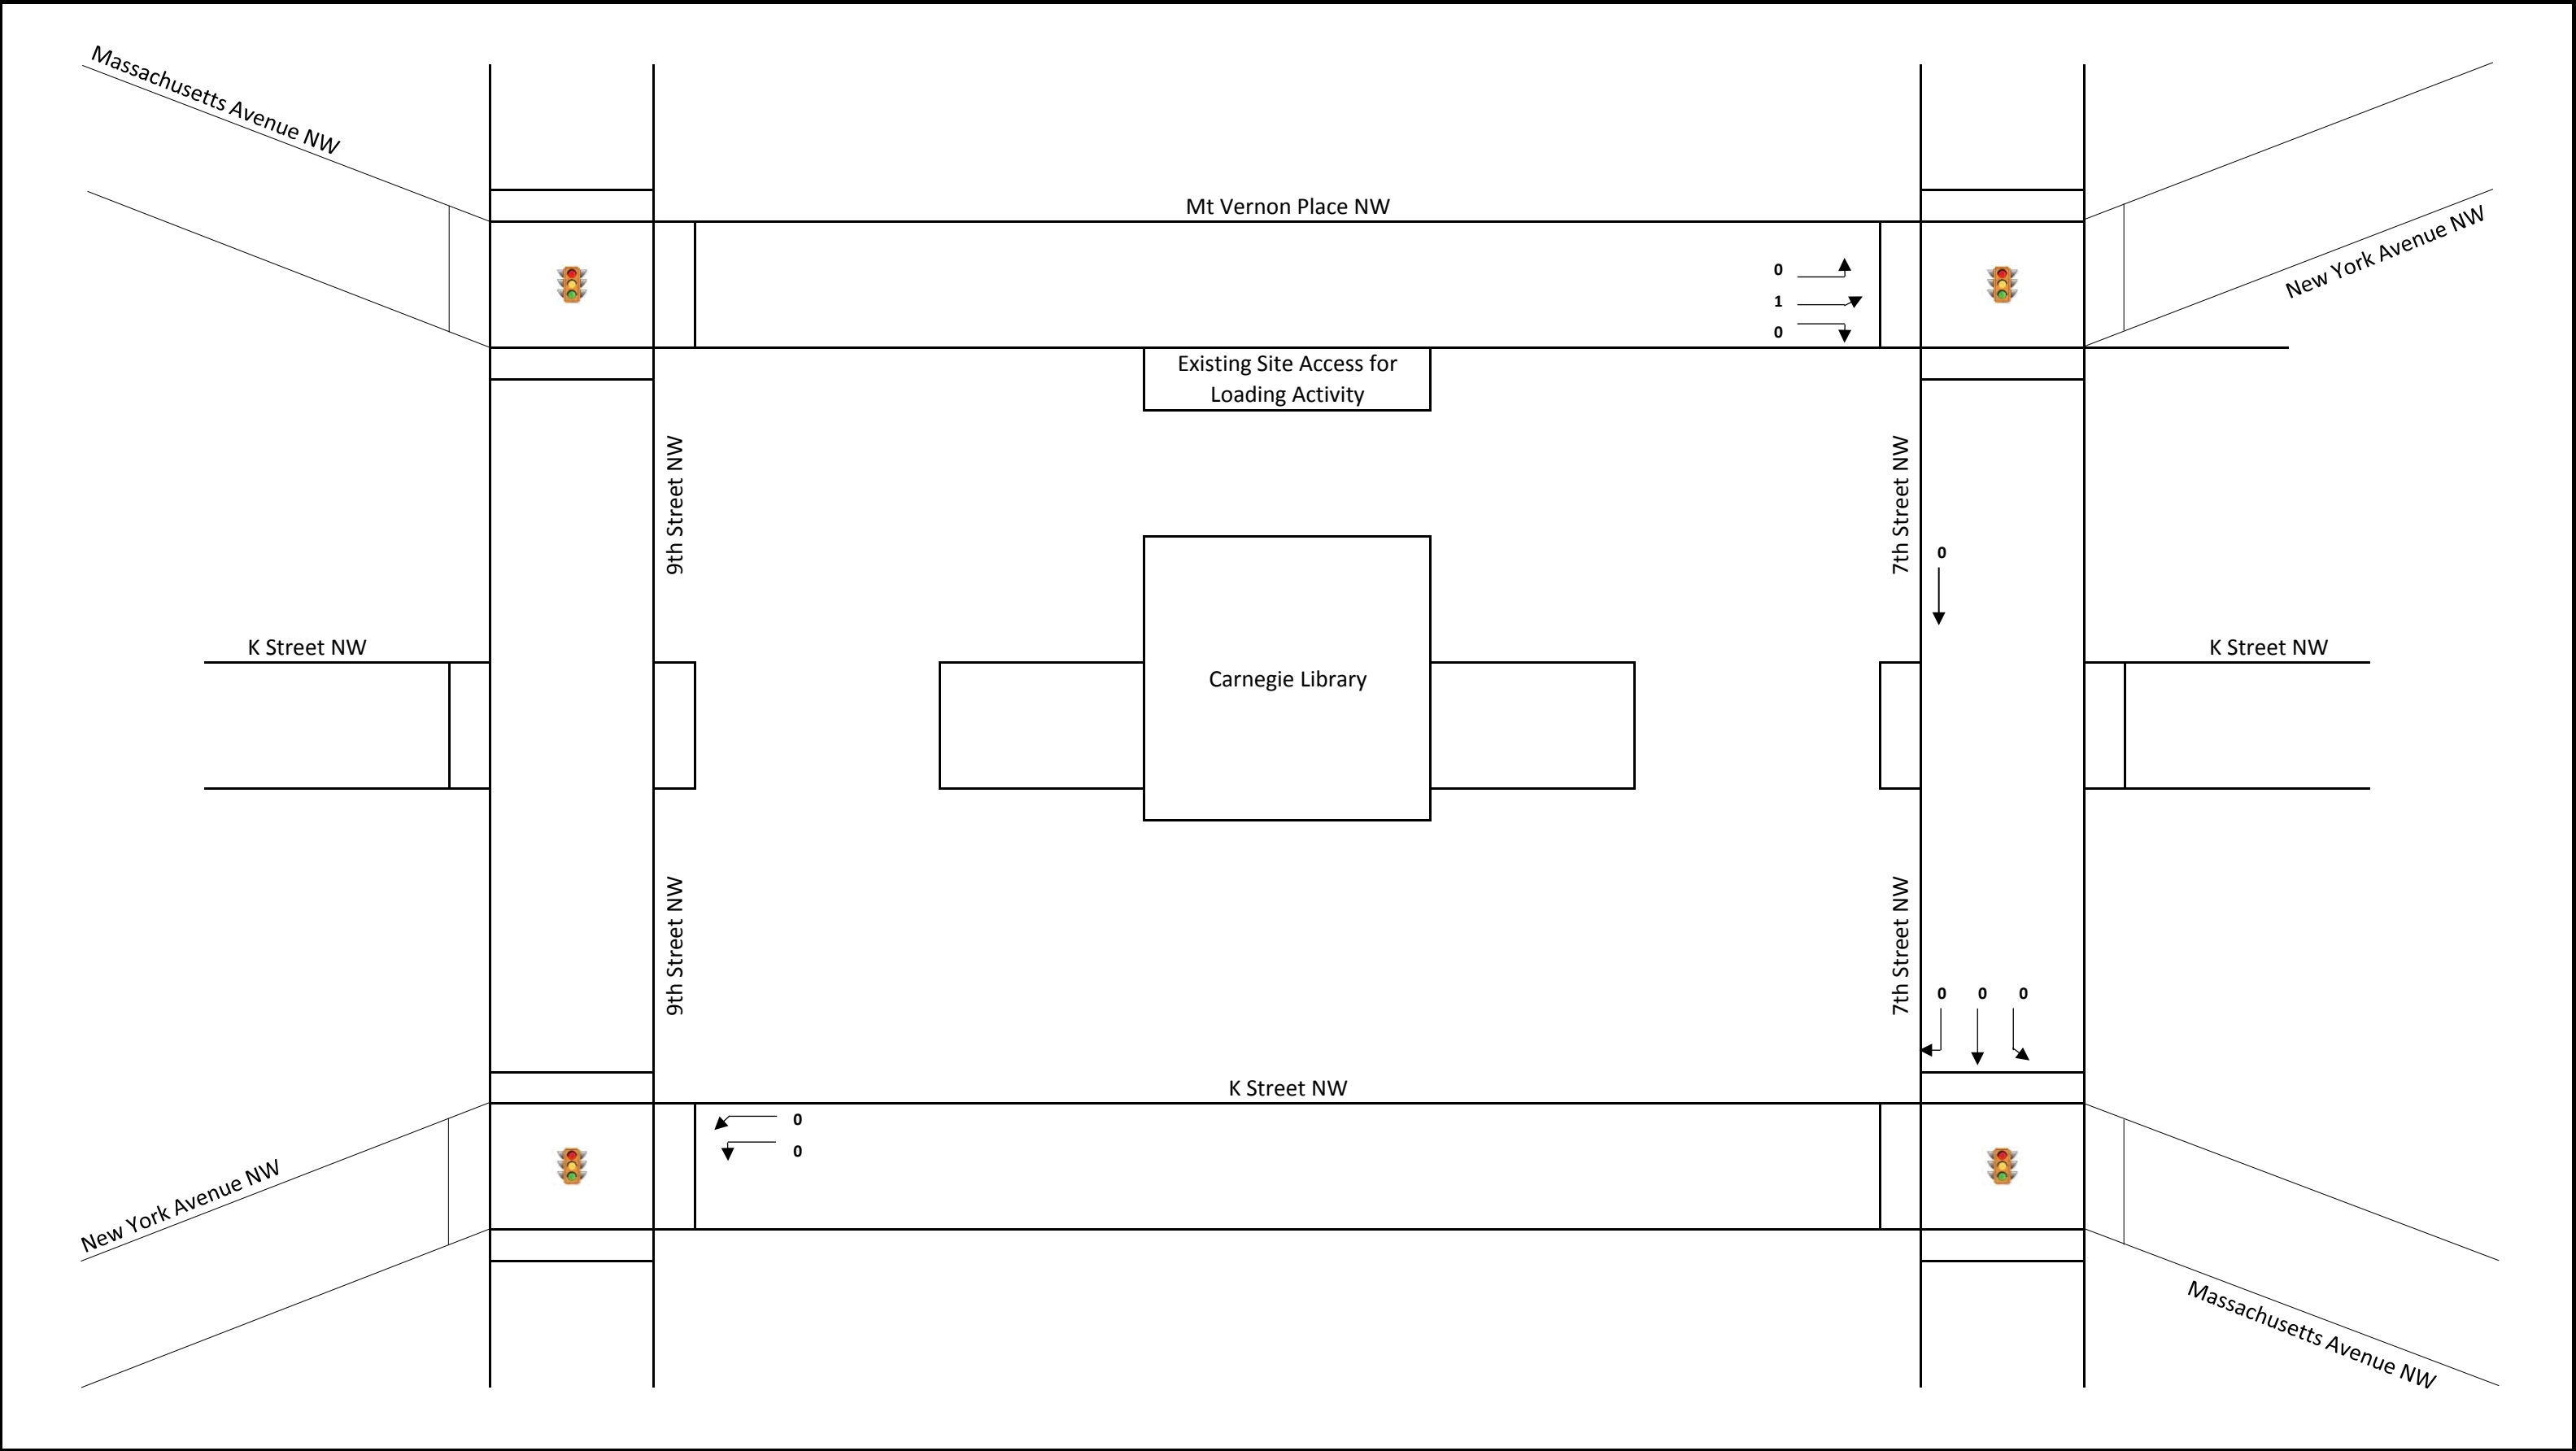 Massachusetts Avenue NW
Mt Vernon Place NW
New York Avenue NW
0
1
0
Existing Site Access for
Loading Activity
9th Street NW
7th Street NW
0
K Street NW
K Street NW
Carnegie Library
9th Street NW
7th Street NW
0 0 0
K Street NW
0
0
New York Avenue NW
Massachusetts Avenue NW